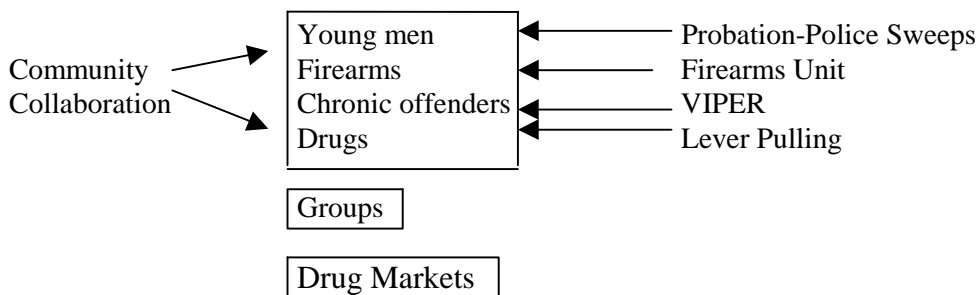 Community
Collaboration
Young men
Firearms
Chronic offenders
Drugs
Probation-Police Sweeps
Firearms Unit
VIPER
Lever Pulling
Groups
Drug Markets